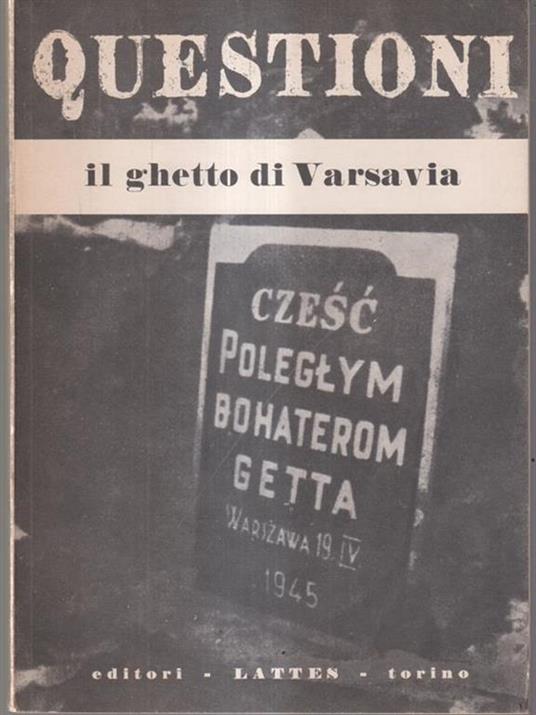 QUESTIONI
il ghetto di Varsavia
CZEŚĆ
POLEGŁYM
BOHATEROM
GETTA
WARSZAWA 19 IV
1945
editori - LATTES - torino